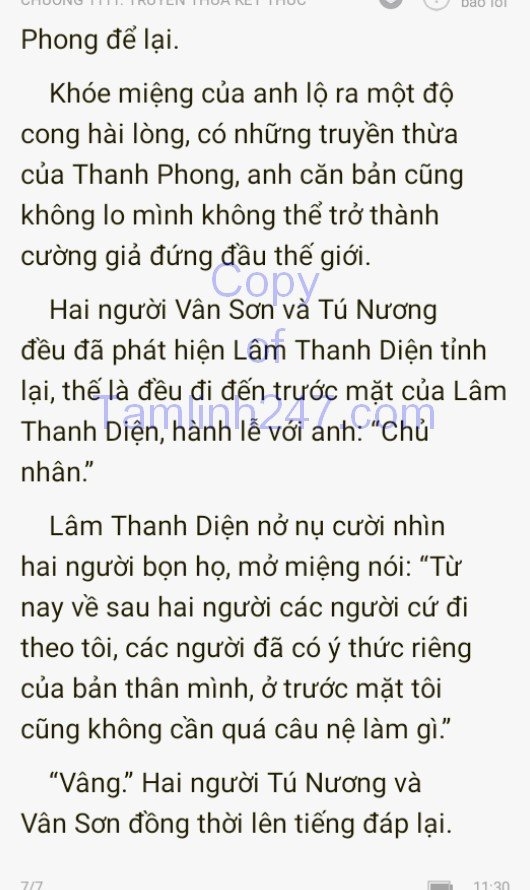 CHƯƠNG 1111: TRUYỀN THỪA KẾT THÚC
báo lỗi
Phong để lại.
Khóe miệng của anh lộ ra một độ
cong hài lòng, có những truyền thừa
của Thanh Phong, anh căn bản cũng
không lo mình không thể trở thành
cường giả đứng đầu thế giới.
Copy
Hai người Vân Sơn và Tú Nương
of
đều đã phát hiện Lâm Thanh Diện tỉnh
lại, thế là đều đi đến trước mặt của Lâm
Tamlinh247.com
Thanh Diện, hành lễ với anh: “Chủ
nhân.”
Lâm Thanh Diện nở nụ cười nhìn
hai người bọn họ, mở miệng nói: “Từ
nay về sau hai người các người cứ đi
theo tôi, các người đã có ý thức riêng
của bản thân mình, ở trước mặt tôi
cũng không cần quá câu nệ làm gì.”
“Vâng.” Hai người Tú Nương và
Vân Sơn đồng thời lên tiếng đáp lại.
7/7
11:30